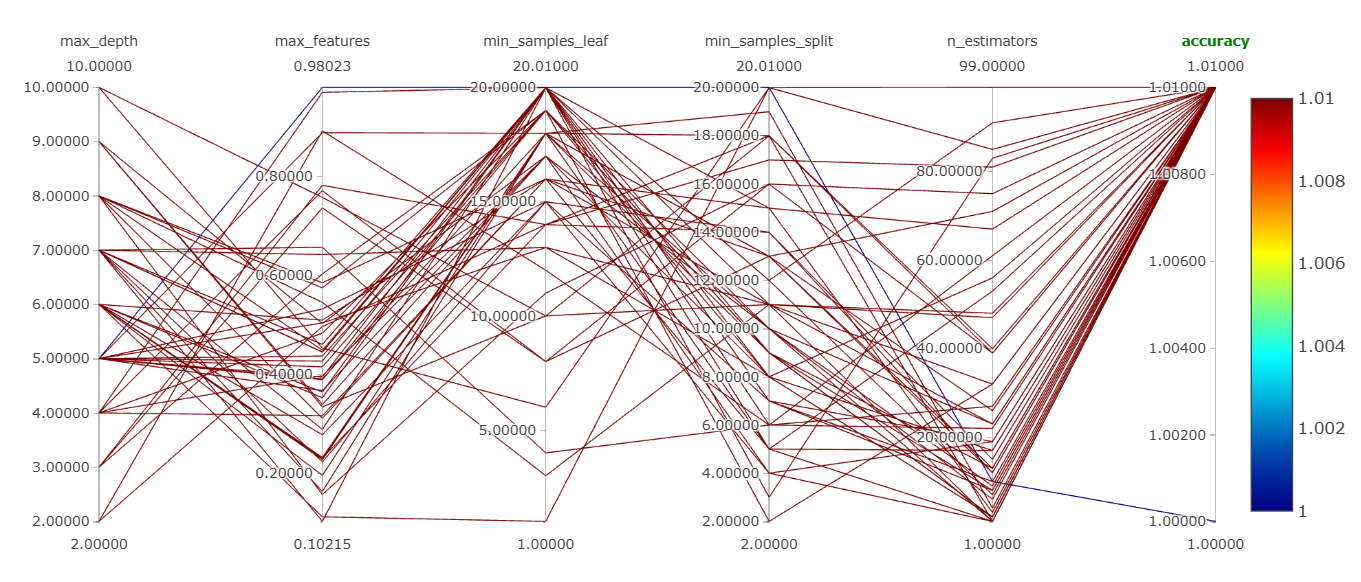 max_depth max_features min_samples_leaf min_samples_split n_estimators accuracy
10.00000 0.98023 20.01000 20.01000 99.00000 1.01000
10.00000 20.00000 20.00000 1.01000 1.01
9.00000
18.00000
8.00000 0.80000 80.00000 1.00800 1.008
16.00000
15.00000
7.00000 14.00000
0.60000 60.00000 1.00600 1.006
12.00000
6.00000 10.00000 10.00000
5.00000 40.00000 1.00400 1.004
0.40000 8.00000
4.00000 5.00000 6.00000 20.00000 1.00200 1.002
3.00000 0.20000 4.00000
2.00000 2.00000 1.00000 1
2.00000 0.10215 1.00000 2.00000 1.00000 1.00000